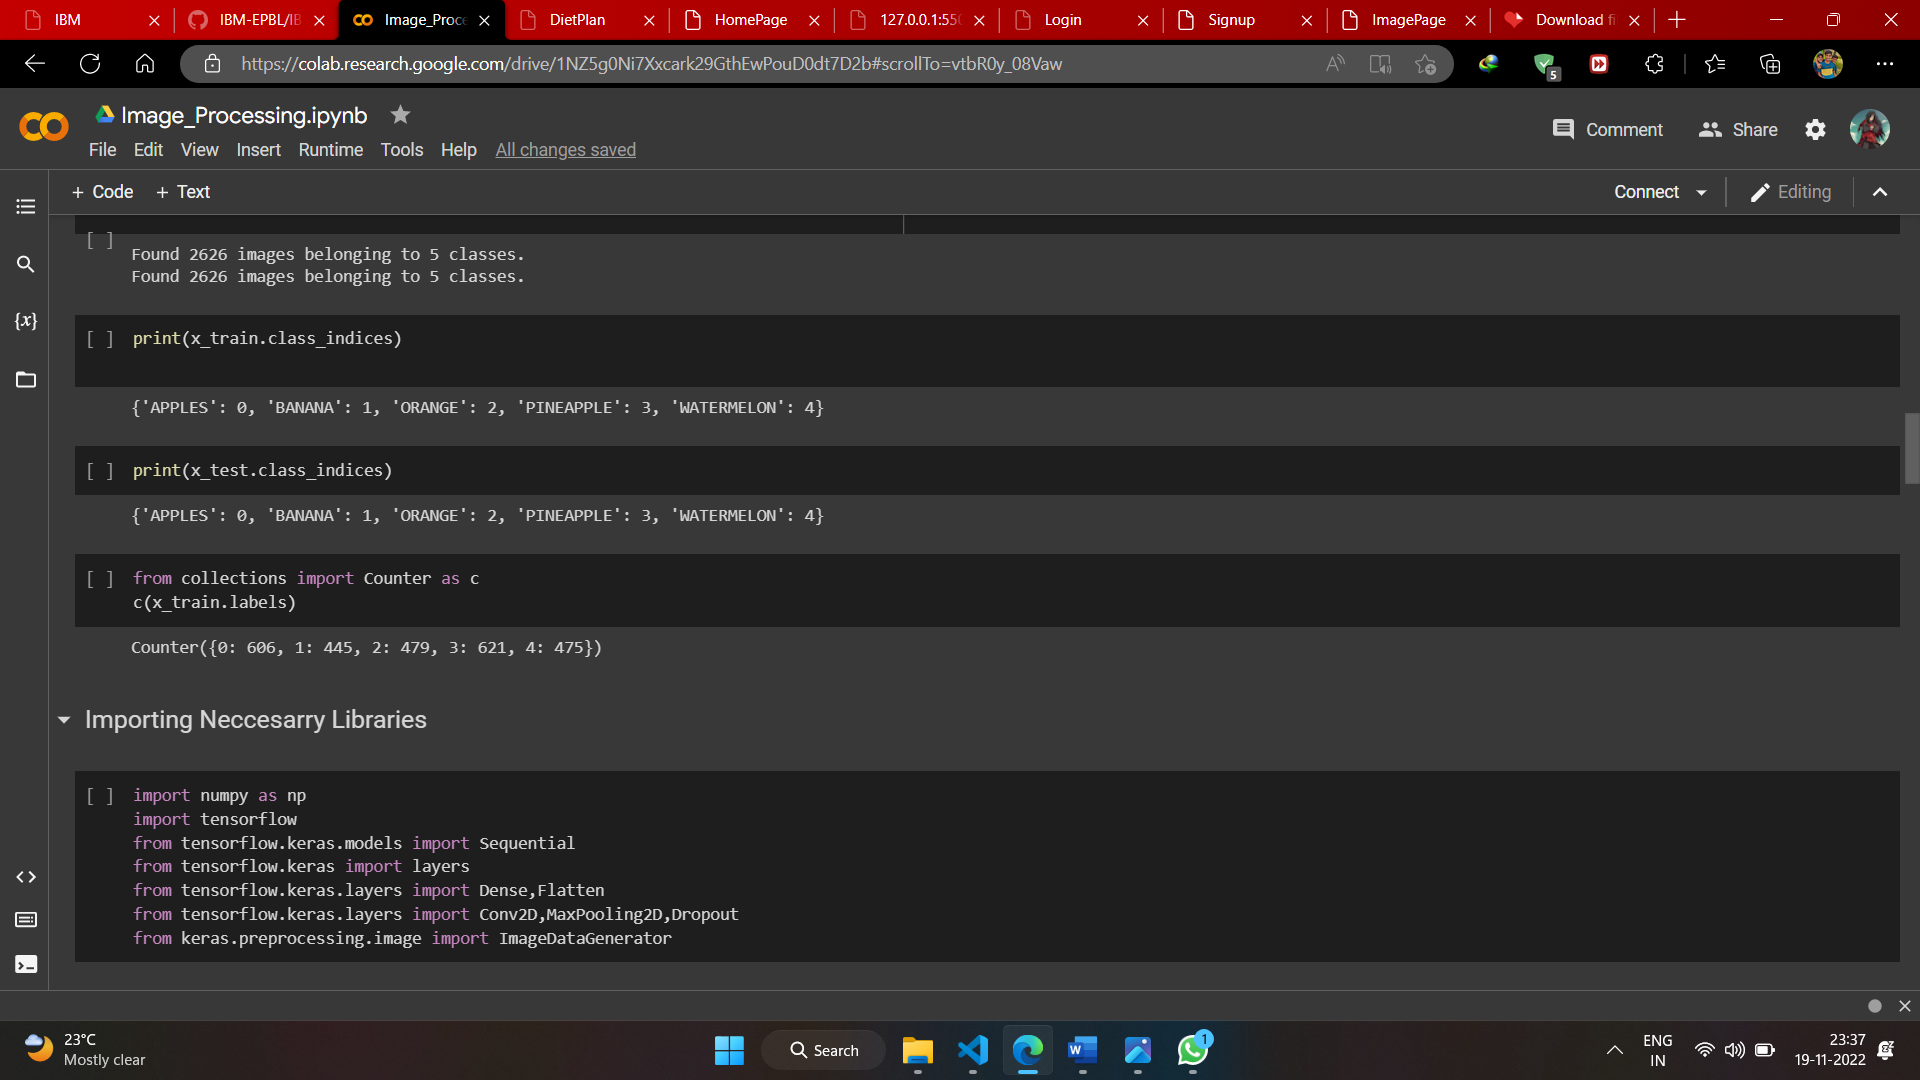 IBM
IBM-EPBL/IB
Image_Proce
DietPlan
HomePage
127.0.0.1:550
Login
Signup
ImagePage
Download fi
https://colab.research.google.com/drive/1NZ5g0Ni7Xxcark29GthEwPouD0dt7D2b#scrollTo=vtbR0y_08Vaw
5
Image_Processing.ipynb
Comment
Share
File Edit View Insert Runtime Tools Help All changes saved
+ Code + Text
Connect
Editing
[ ]
Found 2626 images belonging to 5 classes.
Found 2626 images belonging to 5 classes.
[ ] print(x_train.class_indices)
{'APPLES': 0, 'BANANA': 1, 'ORANGE': 2, 'PINEAPPLE': 3, 'WATERMELON': 4}
[ ] print(x_test.class_indices)
{'APPLES': 0, 'BANANA': 1, 'ORANGE': 2, 'PINEAPPLE': 3, 'WATERMELON': 4}
[ ] from collections import Counter as c
c(x_train.labels)
Counter({0: 606, 1: 445, 2: 479, 3: 621, 4: 475})
Importing Neccesarry Libraries
[ ] import numpy as np
import tensorflow
from tensorflow.keras.models import Sequential
from tensorflow.keras import layers
from tensorflow.keras.layers import Dense,Flatten
from tensorflow.keras.layers import Conv2D,MaxPooling2D,Dropout
from keras.preprocessing.image import ImageDataGenerator
23°C
Mostly clear
Search
1
ENG
IN
23:37
19-11-2022